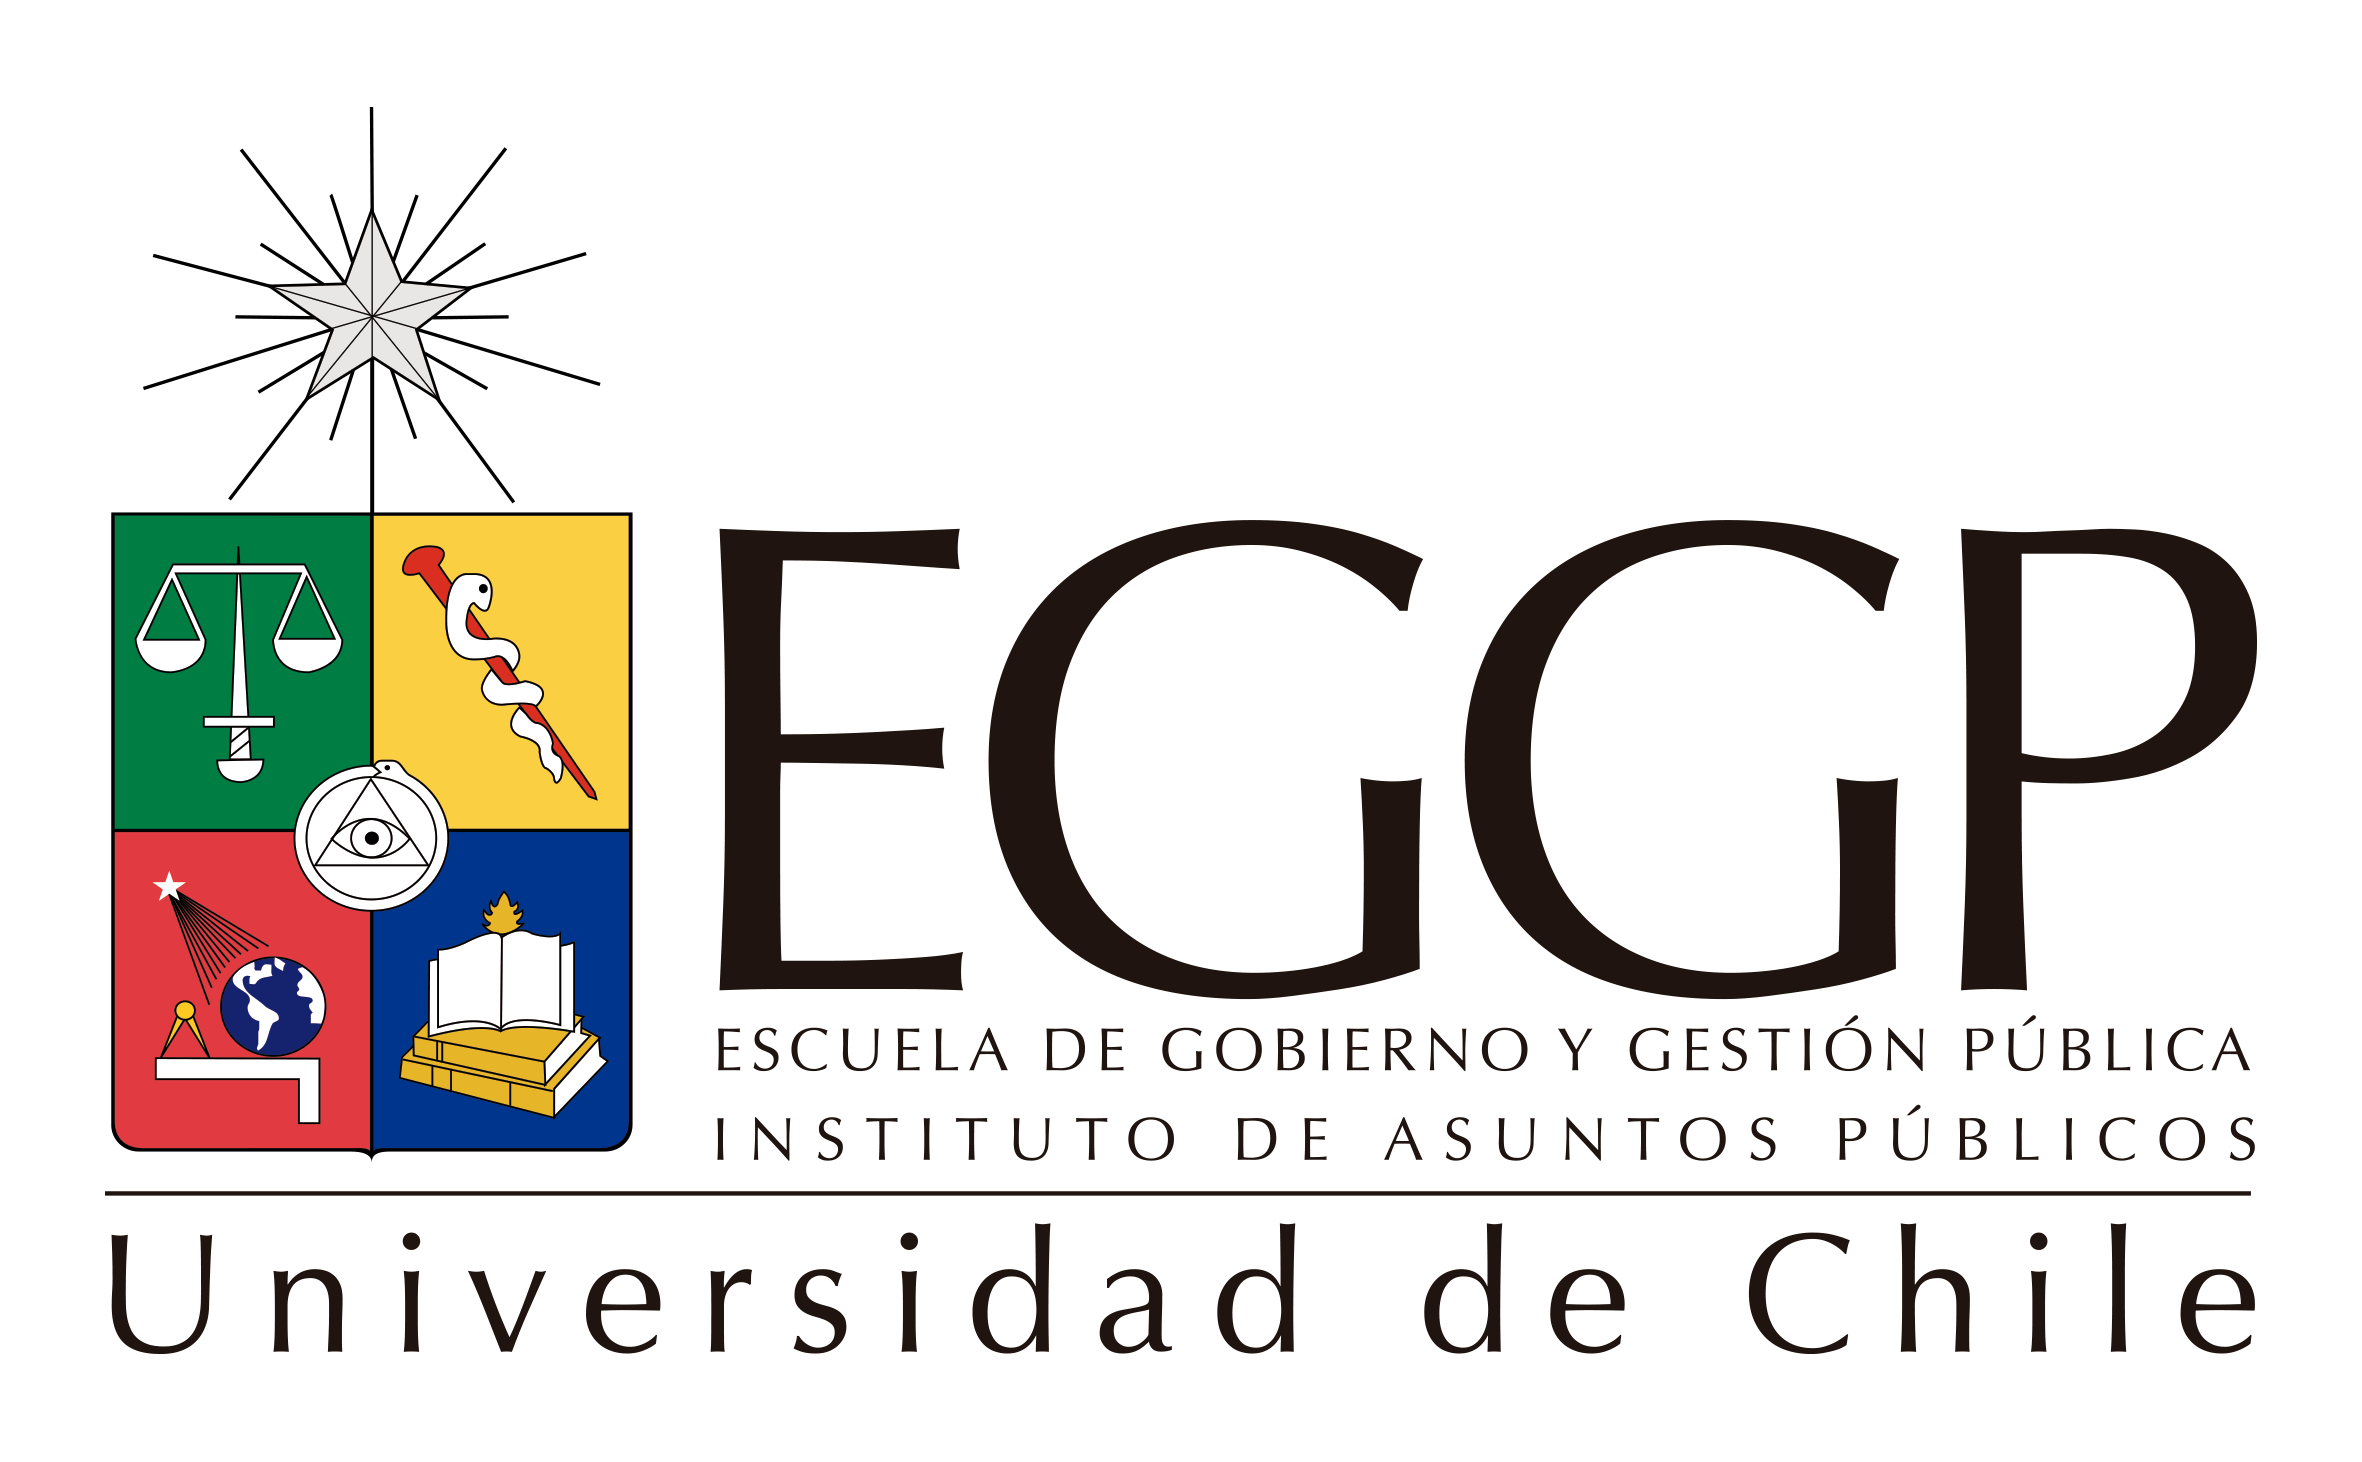 EGGP
ESCUELA DE GOBIERNO Y GESTIÓN PÚBLICA
INSTITUTO DE ASUNTOS PÚBLICOS
Universidad de Chile